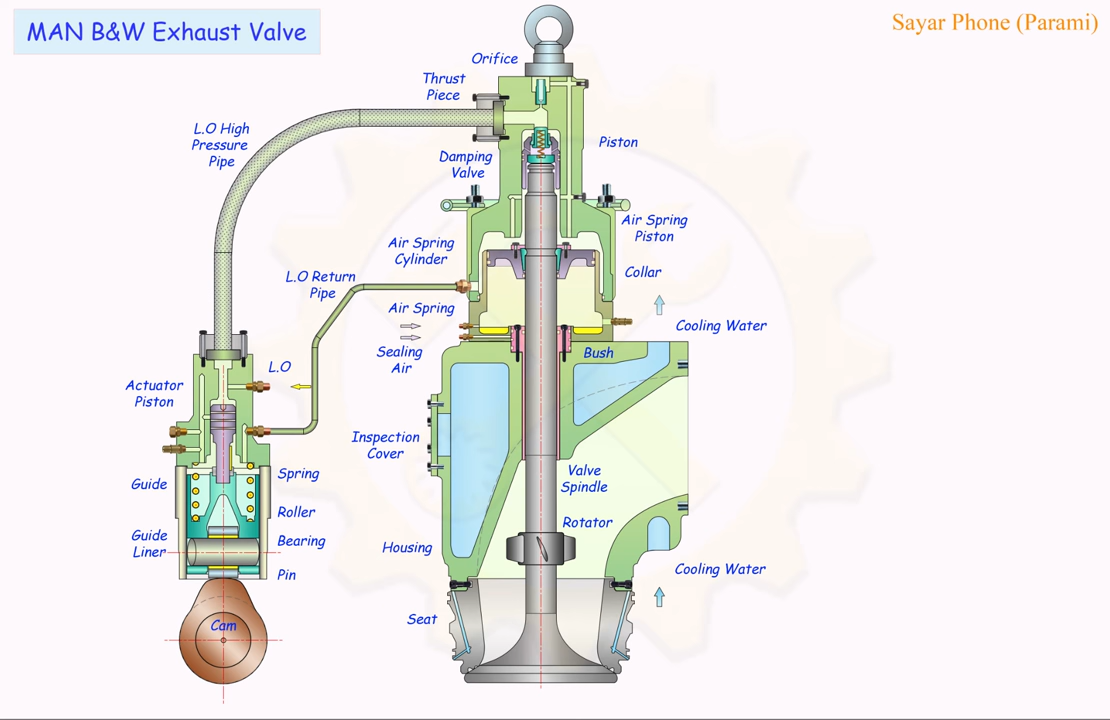 MAN B&W Exhaust Valve
Sayar Phone (Parami)
Orifice
Thrust
Piece
L.O High
Pressure
Pipe
Piston
Damping
Valve
Air Spring
Piston
Air Spring
Cylinder
Collar
L.O Return
Pipe
Air Spring
Cooling Water
Sealing
Air
Bush
L.O
Actuator
Piston
Inspection
Cover
Valve
Spindle
Spring
Guide
Roller
Rotator
Guide
Liner
Bearing
Housing
Pin
Cooling Water
Seat
Cam